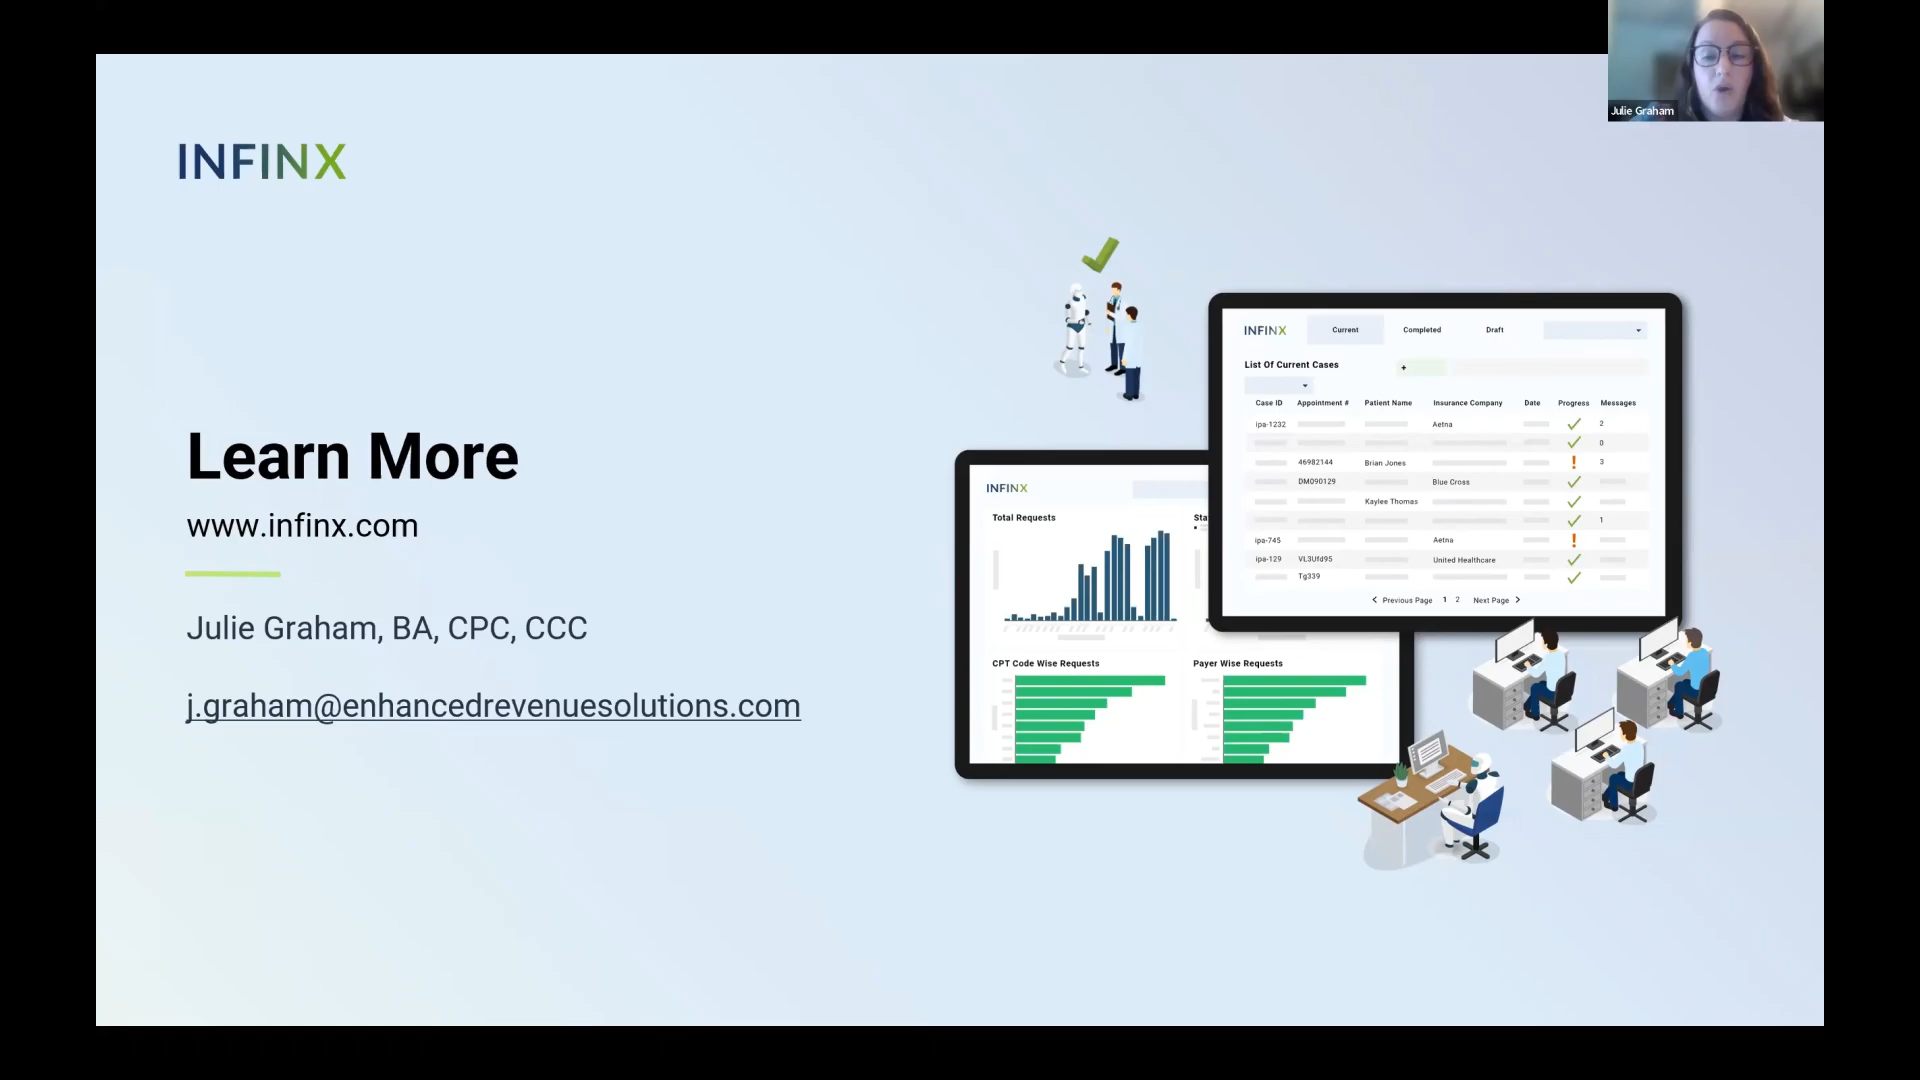 Julie Graham
INFINX
Learn More
www.infinx.com
Julie Graham, BA, CPC, CCC
j.graham@enhancedrevenuesolutions.com
INFINX
Total Requests
Sta
CPT Code Wise Requests
Payer Wise Requests
INFINX Current Completed Draft
List Of Current Cases
+
Case ID Appointment # Patient Name Insurance Company Date Progress Messages
ipa-1232 Aetna 2
0
46982144 Brian Jones ! 3
DM090129 Blue Cross
Kaylee Thomas
1
ipa-745 Aetna !
ipa-129 VL3Ufd95 United Healthcare
Tg339
< Previous Page 1 2 Next Page >